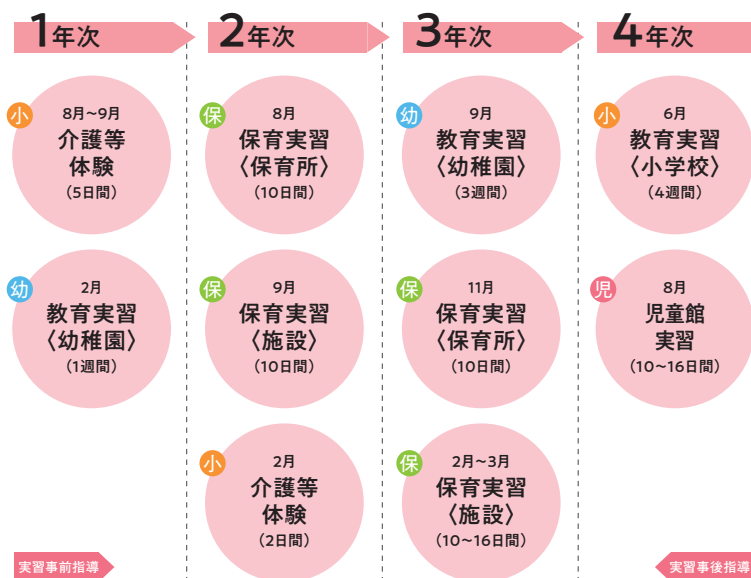 1年次
小
8月～9月
介護等
体験
（5日間）
幼
2月
教育実習
〈幼稚園〉
（1週間）
2年次
保
8月
保育実習
〈保育所〉
（10日間）
保
9月
保育実習
〈施設〉
（10日間）
小
2月
介護等
体験
（2日間）
3年次
幼
9月
教育実習
〈幼稚園〉
（3週間）
保
11月
保育実習
〈保育所〉
（10日間）
保
2月～3月
保育実習
〈施設〉
（10～16日間）
4年次
小
6月
教育実習
〈小学校〉
（4週間）
児
8月
児童館
実習
（10～16日間）
実習事前指導
実習事後指導